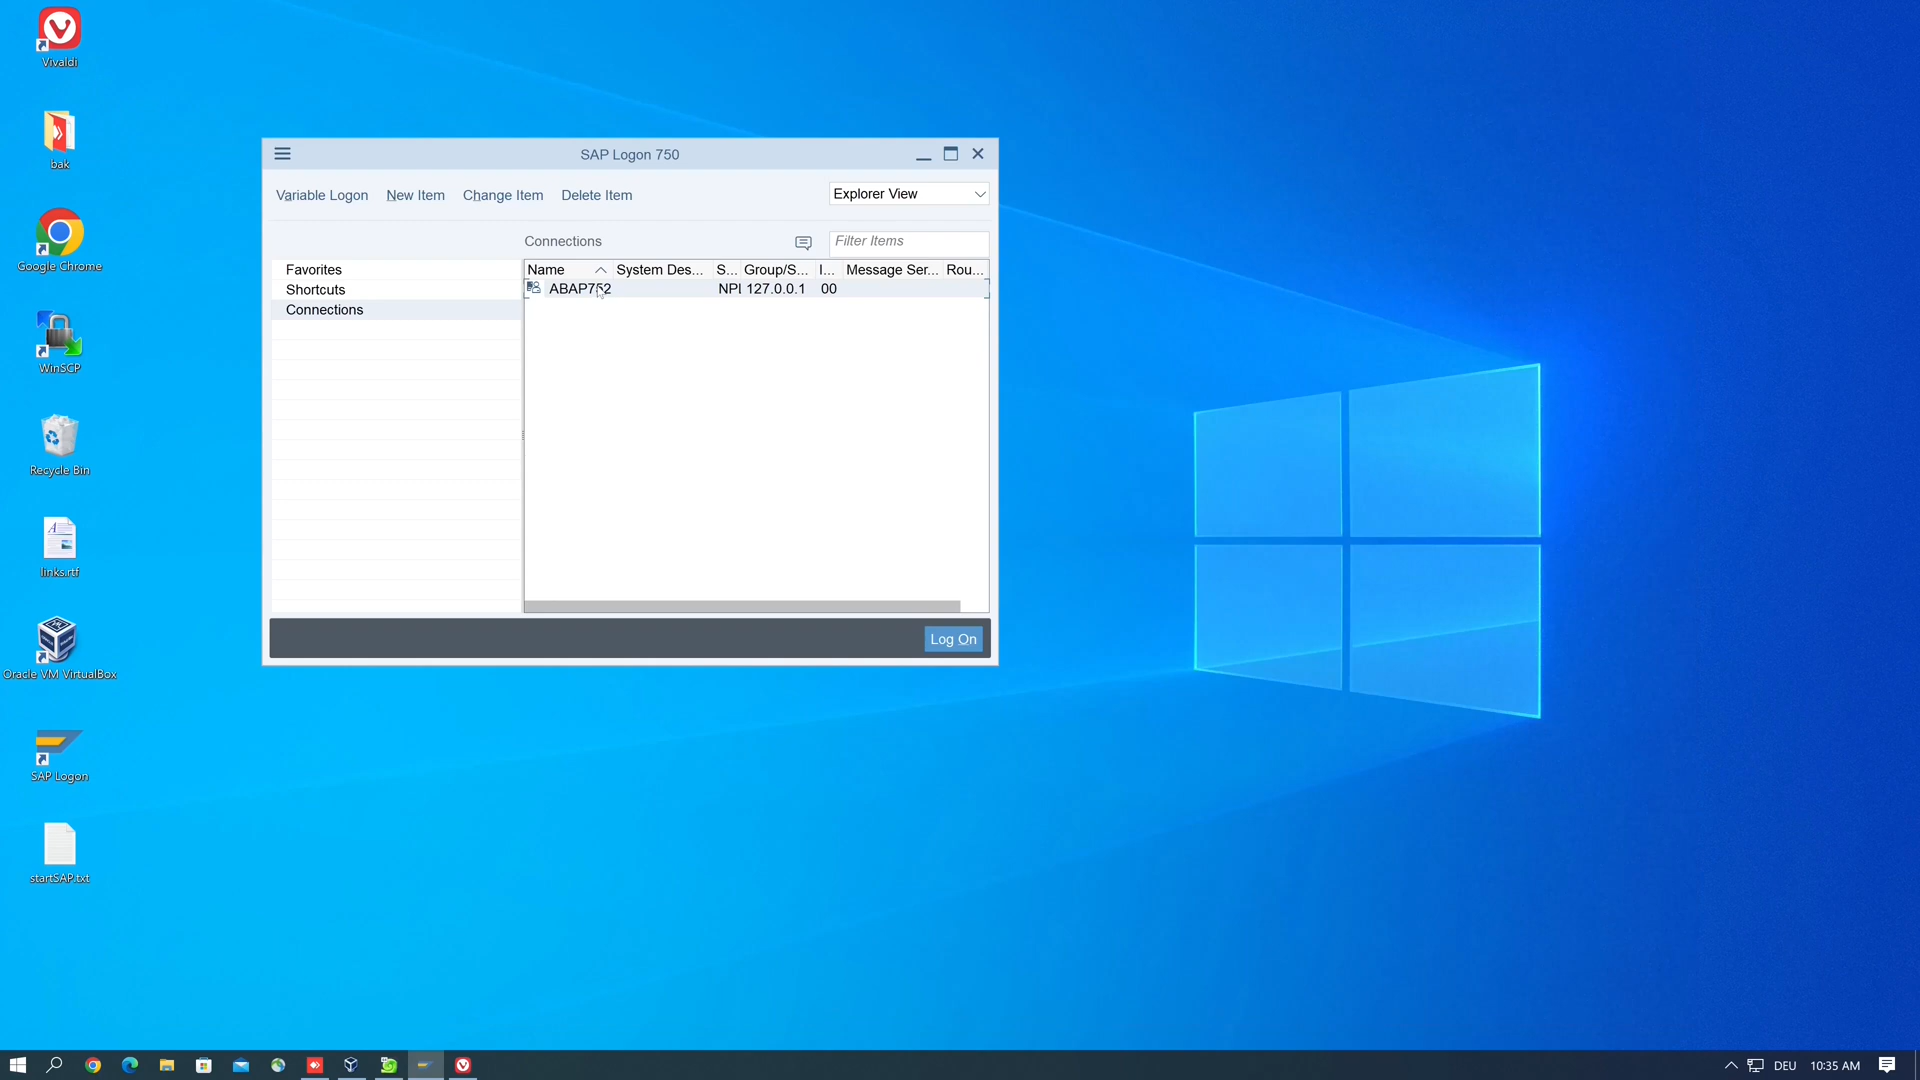 Vivaldi
bak
Google Chrome
WinSCP
Recycle Bin
links.rtf
Oracle VM VirtualBox
SAP Logon
startSAP.txt
SAP Logon 750
Variable Logon New Item Change Item Delete Item Explorer View
Connections Filter Items
Favorites
Shortcuts
Connections
Name System Des... S... Group/S... I... Message Ser... Rou...
ABAP752 NPI 127.0.0.1 00
Log On
DEU 10:35 AM